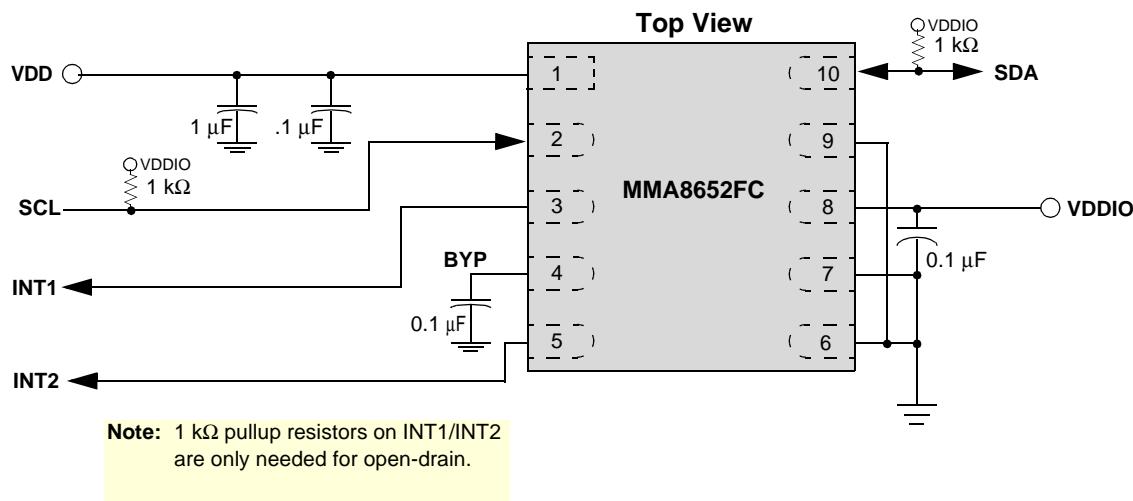 Top View
VDD
1 μF
.1 μF
VDDIO
1 kΩ
SCL
INT1
BYP
0.1 μF
INT2
1
2
3
4
5
MMA8652FC
10
9
8
7
6
VDDIO
1 kΩ
SDA
VDDIO
0.1 μF
Note: 1 kΩ pullup resistors on INT1/INT2
are only needed for open-drain.